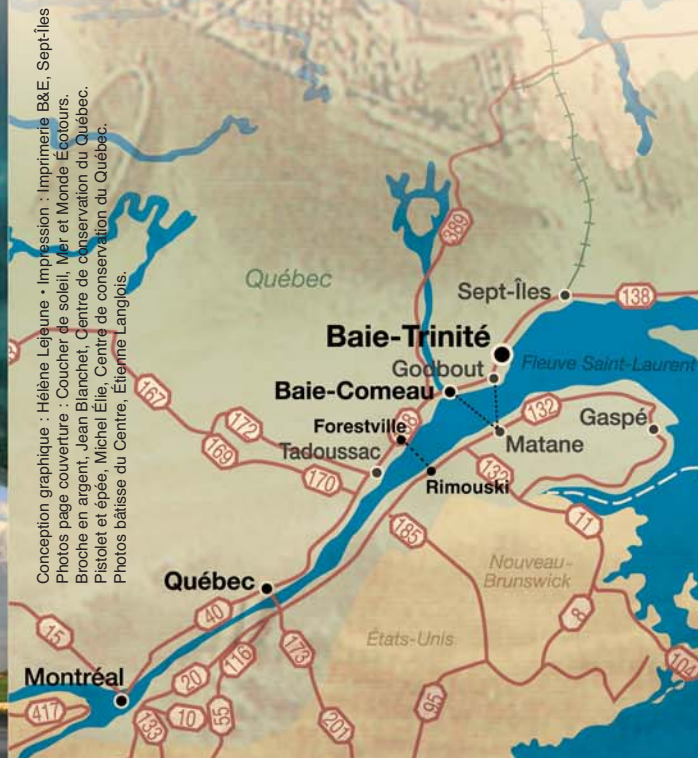 Conception graphique : Hélène Lejeune • Impression : Imprimerie B&E, Sept-Îles
Photos page couverture : Coucher de soleil, Mer et Monde Écotours.
Broche en argent, Jean Blanchet, Centre de conservation du Québec.
Pistolet et épée, Michel Élie, Centre de conservation du Québec.
Photos bâtisse du Centre, Étienne Langlois.
389
Québec
Sept-Îles
138
Baie-Trinité
Godbout
Fleuve Saint-Laurent
Baie-Comeau
132
167
172
Forestville
Gaspé
169
Tadoussac
Matane
170
132
Rimouski
11
185
Nouveau-
Brunswick
Québec
40
8
15
États-Unis
116
173
104
Montréal
20
95
417
133
10
55
201